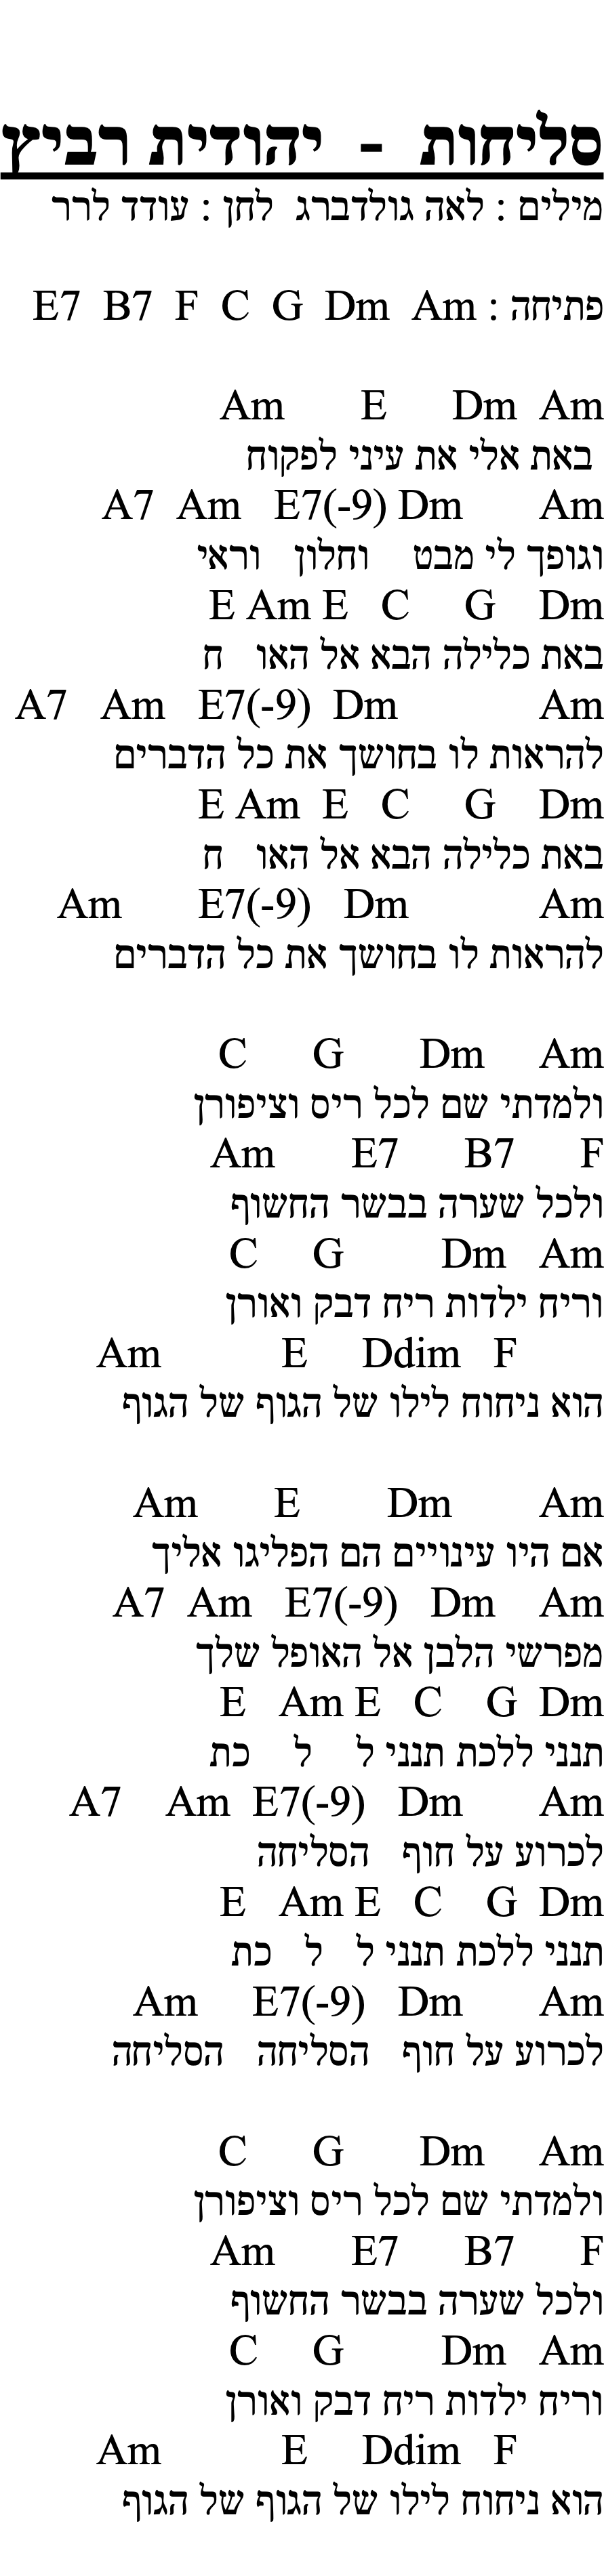 סליחות - יהודית רביץ
מילים : לאה גולדברג לחן : עודד לרר
פתיחה : Am Dm G C F B7 E7
Am Dm E Am
באת אלי את עיני לפקוח
Am Dm E7(-9) Am A7
וגופך לי מבט וחלון וראי
Dm G C E Am E
באת כלילה הבא אל האו ח
Am Dm E7(-9) Am A7
להראות לו בחושך את כל הדברים
Dm G C E Am E
באת כלילה הבא אל האו ח
Am Dm E7(-9) Am
להראות לו בחושך את כל הדברים
Am Dm G C
ולמדתי שם לכל ריס וציפורן
F B7 E7 Am
ולכל שערה בבשר החשוף
Am Dm G C
וריח ילדות ריח דבק ואורן
F Ddim E Am
הוא ניחוח לילו של הגוף של הגוף
Am Dm E Am
אם היו עינויים הם הפליגו אליך
Am Dm E7(-9) Am A7
מפרשי הלבן אל האופל שלך
Dm G C E Am E
תנני ללכת תנני ל ל כת
Am Dm E7(-9) Am A7
לכרוע על חוף הסליחה
Dm G C E Am E
תנני ללכת תנני ל ל כת
Am Dm E7(-9) Am
לכרוע על חוף הסליחה הסליחה
Am Dm G C
ולמדתי שם לכל ריס וציפורן
F B7 E7 Am
ולכל שערה בבשר החשוף
Am Dm G C
וריח ילדות ריח דבק ואורן
F Ddim E Am
הוא ניחוח לילו של הגוף של הגוף